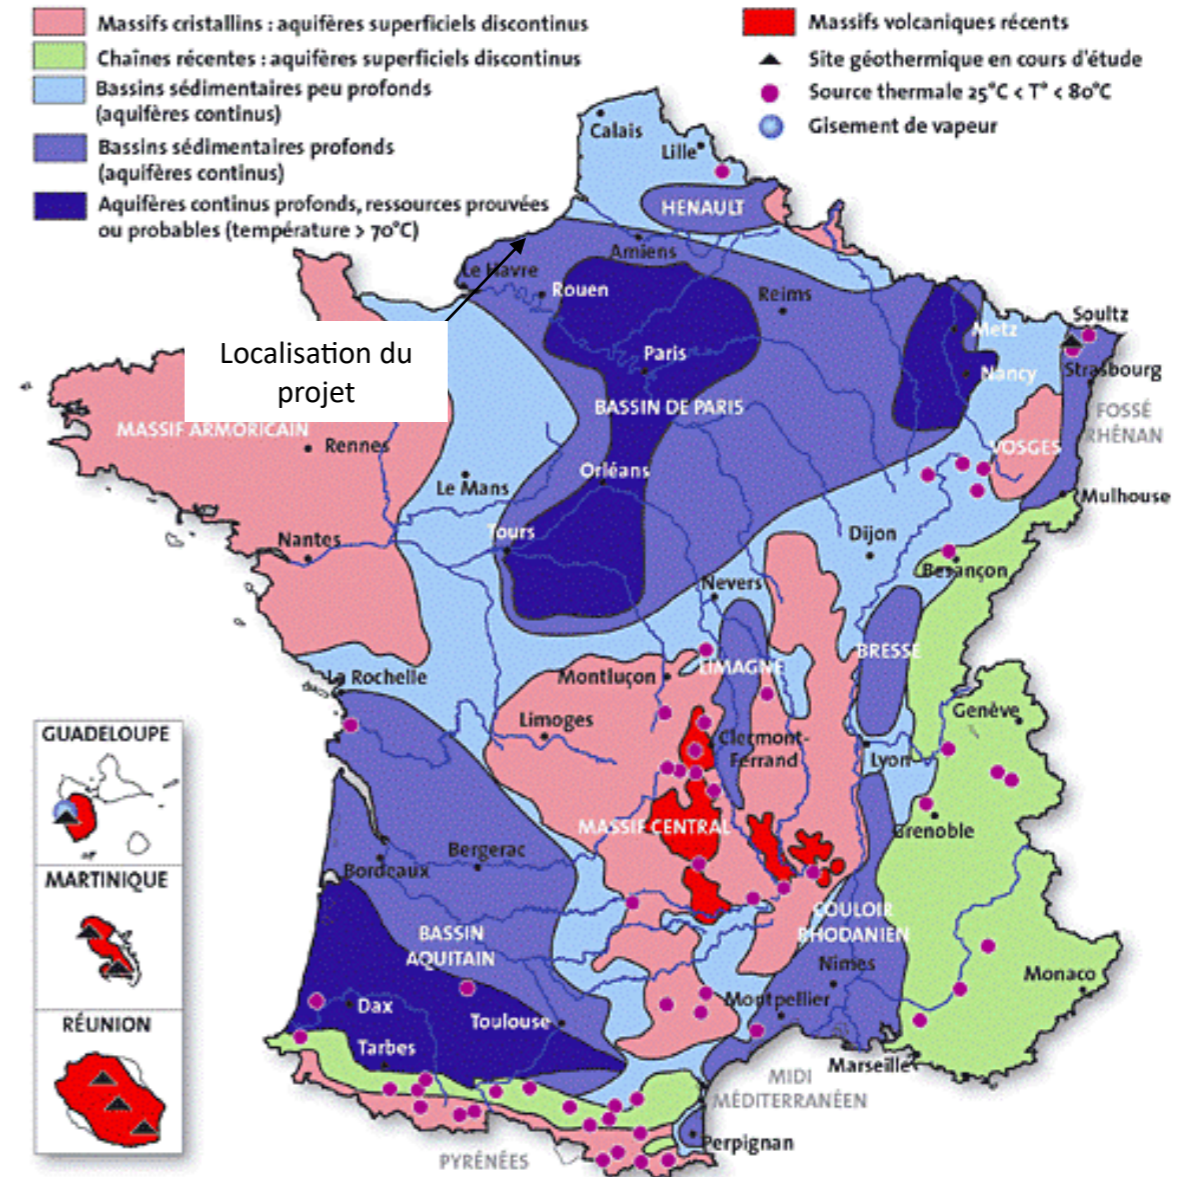 Massifs cristallins : aquifères superficiels discontinus
Chaînes récentes : aquifères superficiels discontinus
Bassins sédimentaires peu profonds
(aquifères continus)
Bassins sédimentaires profonds
(aquifères continus)
Aquifères continus profonds, ressources prouvées
ou probables (température > 70°C)
Massifs volcaniques récents
Site géothermique en cours d'étude
Source thermale 25°C < T° < 80°C
Gisement de vapeur
Calais
Lille
HENAULT
Amiens
Le Havre
Rouen
Reims
Metz
Soultz
Localisation du
projet
Paris
Nancy
Strasbourg
BASSIN DE PARIS
FOSSÉ
RHÉNAN
MASSIF ARMORICAIN
Rennes
VOSGES
Orléans
Le Mans
Mulhouse
Tours
Nantes
Dijon
Besançon
Nevers
BRESSE
LIMAGNE
La Rochelle
Montluçon
Genève
Limoges
Clermont-
Ferrand
Lyon
GUADELOUPE
MASSIF CENTRAL
Grenoble
Bergerac
Bordeaux
MARTINIQUE
COULOIR
RHODANIEN
BASSIN
AQUITAIN
Nimes
Monaco
Montpellier
Dax
Toulouse
RÉUNION
Tarbes
Marseille
MIDI
MÉDITERRANÉEN
Perpignan
PYRÉNÉES